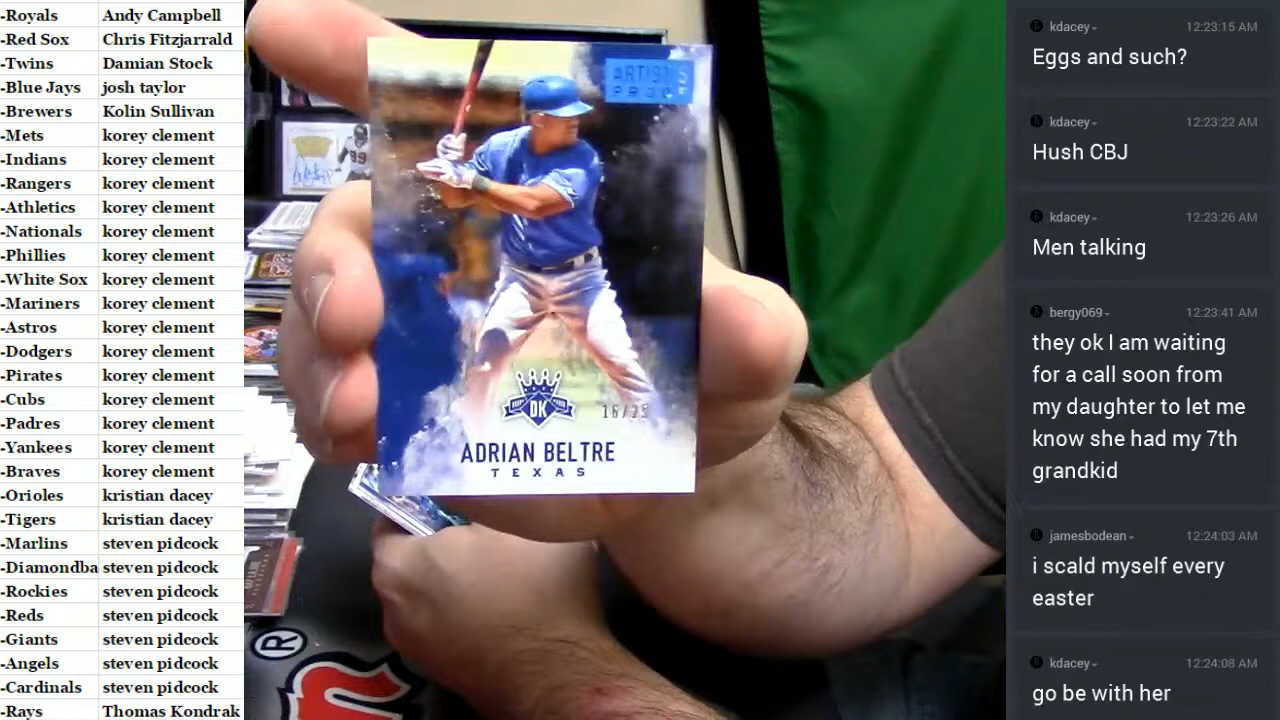 -Royals Andy Campbell
-Red Sox Chris Fitzjarrald
-Twins Damian Stock
-Blue Jays josh taylor
-Brewers Kolin Sullivan
-Mets korey clement
-Indians korey clement
-Rangers korey clement
-Athletics korey clement
-Nationals korey clement
-Phillies korey clement
-White Sox korey clement
-Mariners korey clement
-Astros korey clement
-Dodgers korey clement
-Pirates korey clement
-Cubs korey clement
-Padres korey clement
-Yankees korey clement
-Braves korey clement
-Orioles kristian dacey
-Tigers kristian dacey
-Marlins steven pidcock
-Diamondba steven pidcock
-Rockies steven pidcock
-Reds steven pidcock
-Giants steven pidcock
-Angels steven pidcock
-Cardinals steven pidcock
-Rays Thomas Kondrak
ARTIST'S
PROOF
99
DK
16/25
ADRIAN BELTRE
TEXAS
®
kdacey 12:23:15 AM
Eggs and such?
kdacey 12:23:22 AM
Hush CBJ
kdacey 12:23:26 AM
Men talking
bergy069 12:23:41 AM
they ok I am waiting
for a call soon from
my daughter to let me
know she had my 7th
grandkid
jamesbodean 12:24:03 AM
i scald myself every
easter
kdacey 12:24:08 AM
go be with her